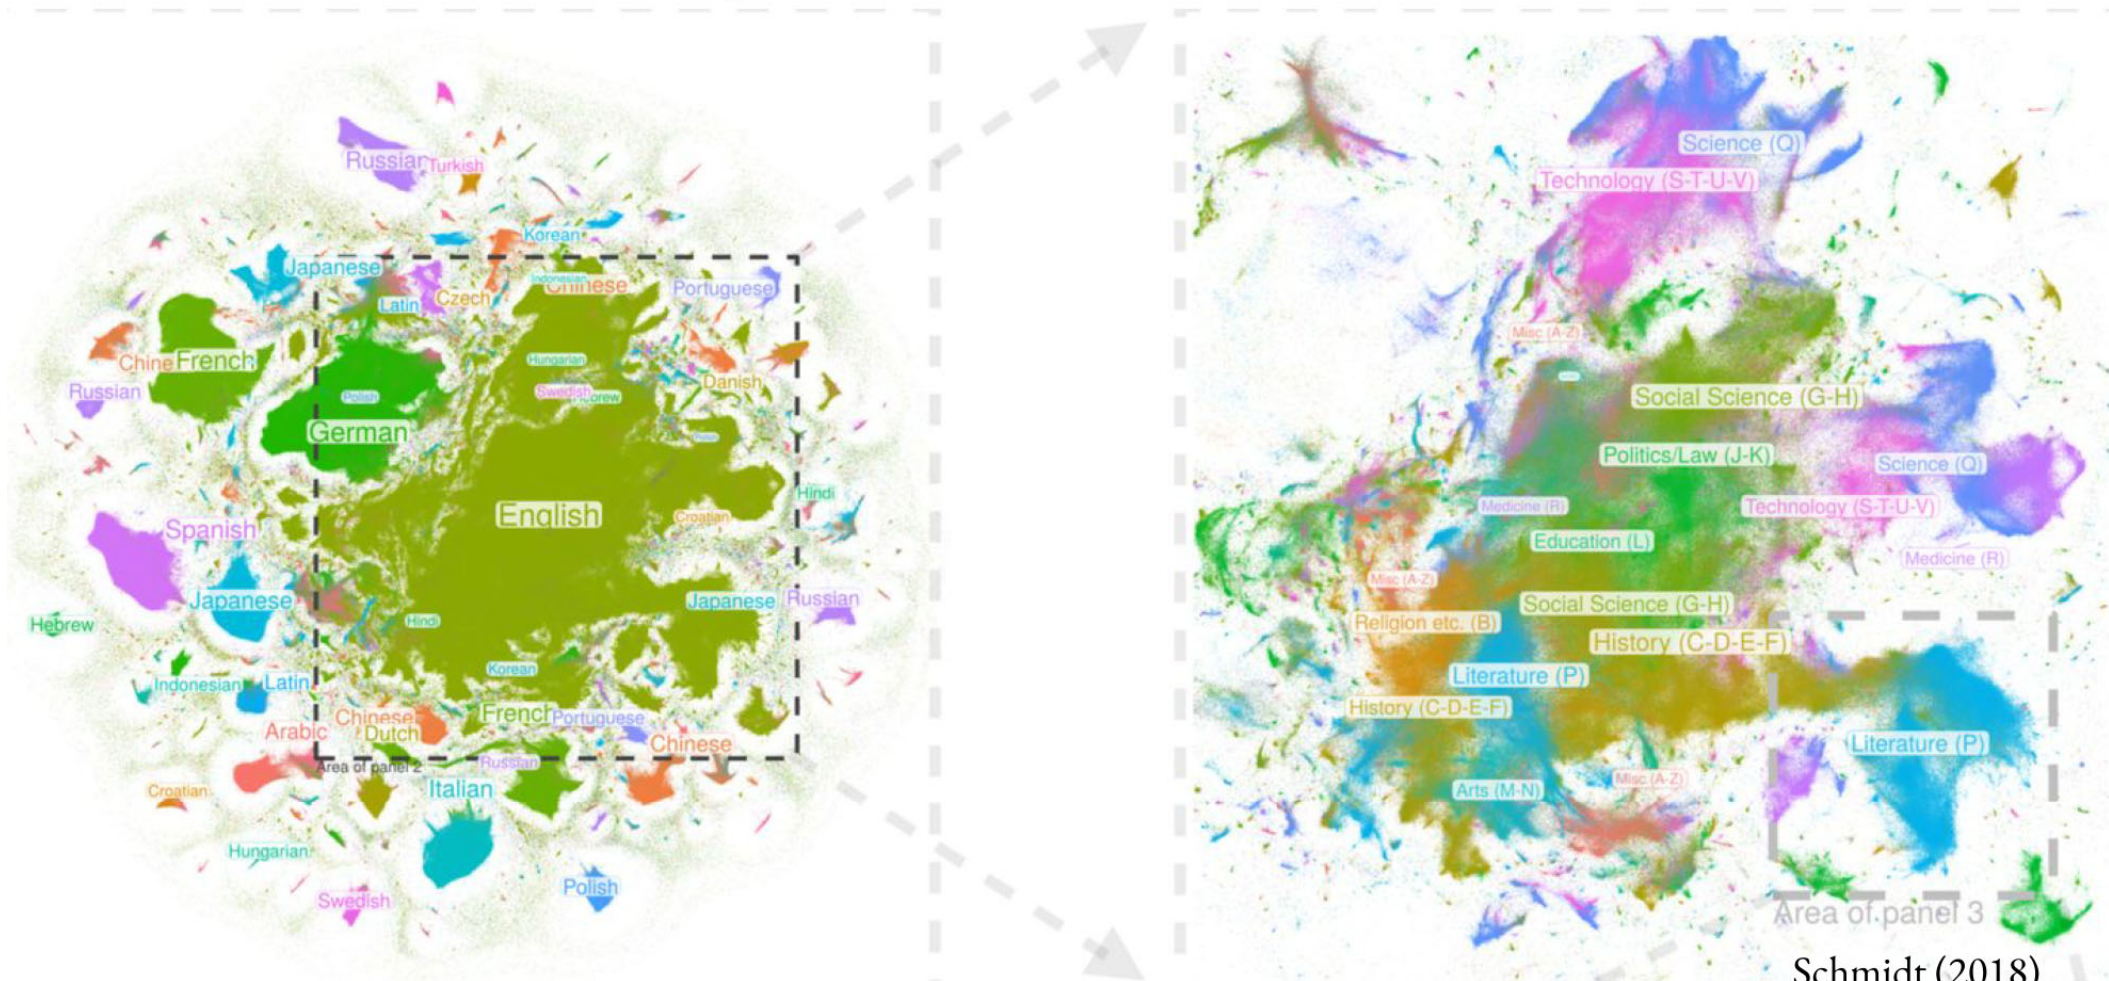 Russian
Turkish
Korean
Japanese
Indonesian
Chinese
Portuguese
Latin
Czech
Chine
French
Hungarian
Danish
Russian
Polish
Swedish
German
Hindi
English
Croatian
Spanish
Japanese
Japanese
Russian
Hebrew
Hindi
Korean
Indonesian
Latin
Chinese
French
Portuguese
Arabic
Dutch
Chinese
Area of panel 2
Russian
Croatian
Italian
Hungarian
Polish
Swedish
Science (Q)
Technology (S-T-U-V)
Misc (A-Z)
Social Science (G-H)
Politics/Law (J-K)
Science (Q)
Medicine (R)
Technology (S-T-U-V)
Education (L)
Medicine (R)
Misc (A-Z)
Social Science (G-H)
Religion etc. (B)
History (C-D-E-F)
Literature (P)
History (C-D-E-F)
Literature (P)
Misc (A-Z)
Arts (M-N)
Area of panel 3
Schmidt (2018)